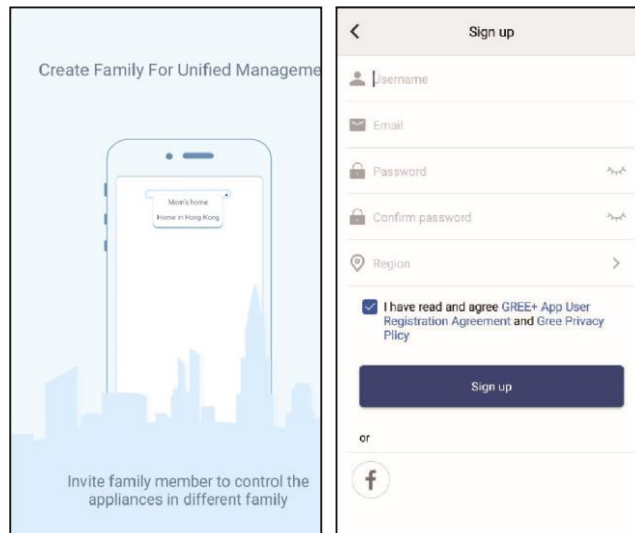 Create Family For Unified Manageme
Mom's home
Home in Hong Kong
Invite family member to control the
appliances in different family
Sign up
Username
Email
Password
Confirm password
Region
I have read and agree GREE+ App User
Registration Agreement and Gree Privacy
Plicy
Sign up
or
f